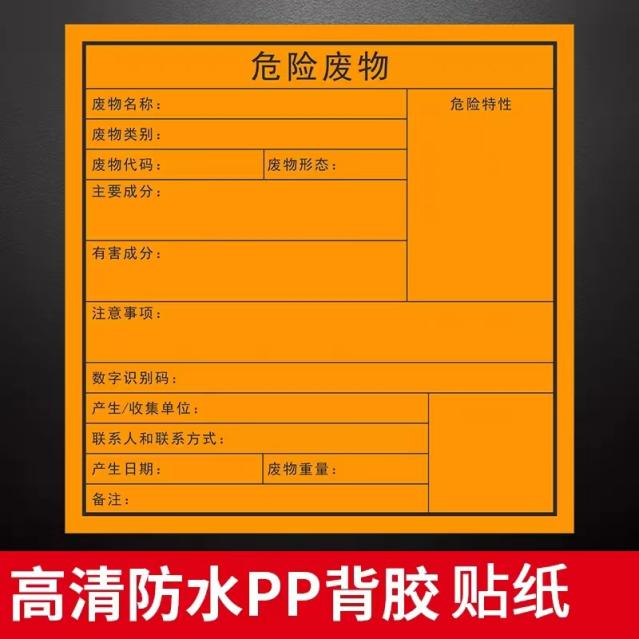 危险废物
废物名称：
危险特性
废物类别：
废物代码：
废物形态：
主要成分：
有害成分：
注意事项：
数字识别码：
产生/收集单位：
联系人和联系方式：
产生日期：
废物重量：
备注：
高清防水PP背胶贴纸